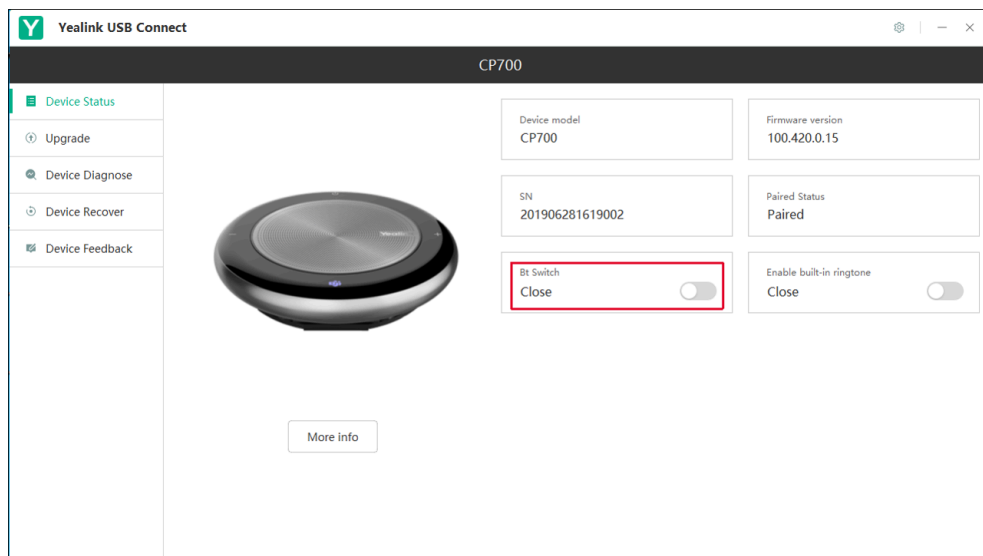 Y Yealink USB Connect
CP700
Device Status
Upgrade
Device Diagnose
Device Recover
Device Feedback
Yealink
More info
Device model
CP700
Firmware version
100.420.0.15
SN
201906281619002
Paired Status
Paired
Bt Switch
Close
Enable built-in ringtone
Close